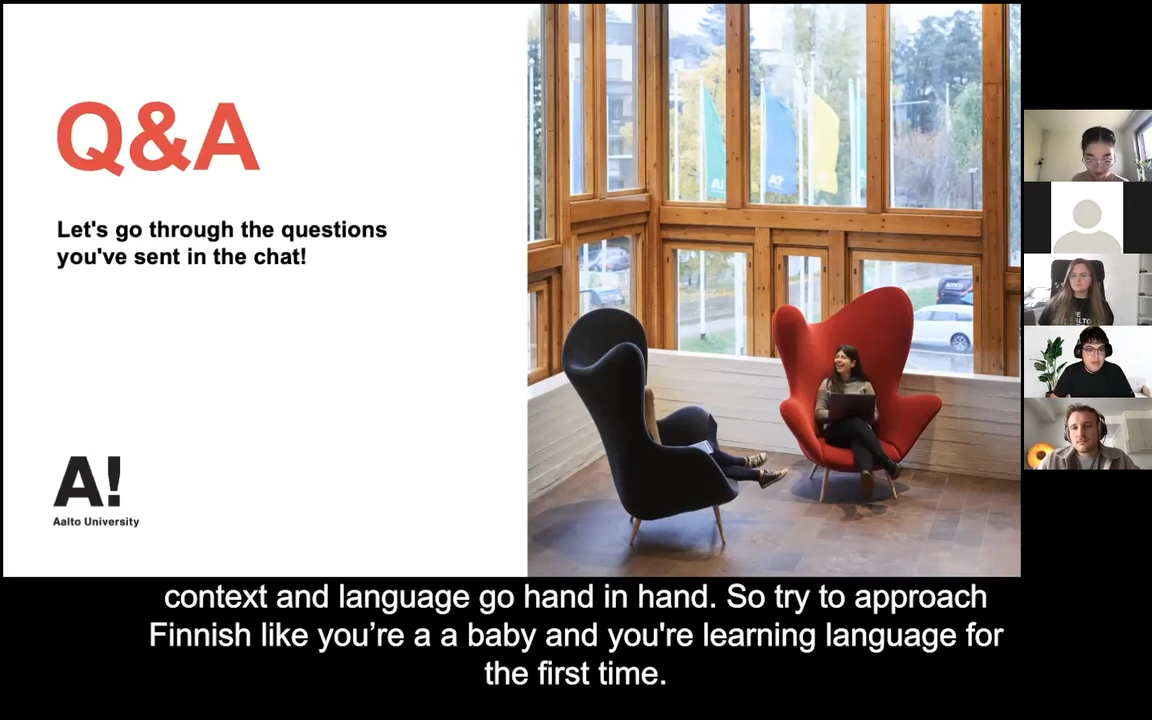 Q&A
Let's go through the questions
you've sent in the chat!
A!
Aalto University
A!
A?
context and language go hand in hand. So try to approach
Finnish like you’re a a baby and you're learning language for
the first time.